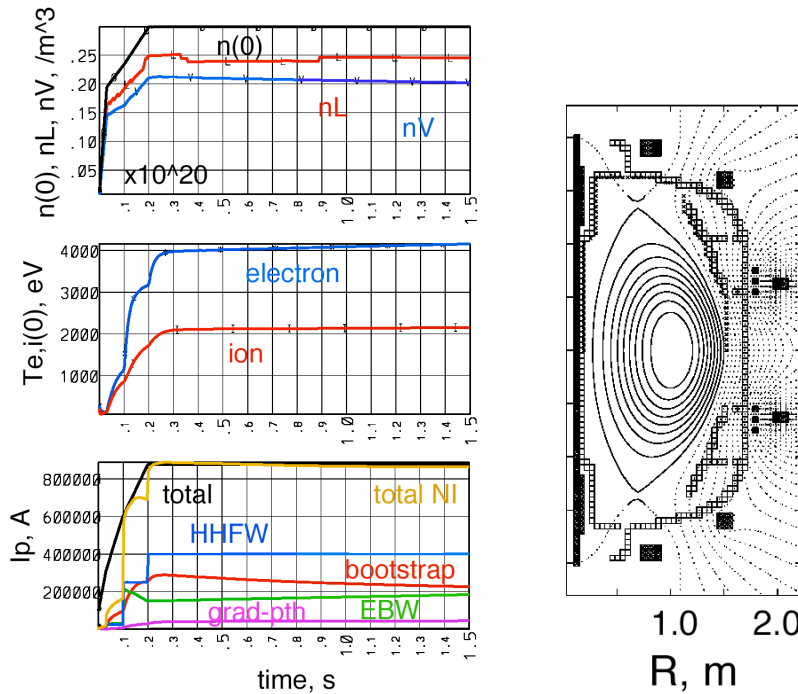 n(0), nL, nV, /m^3
.25
.20
.15
.10
.05
n(0)
nL
nV
x10^20
.1 .2 .3 .4 .5 .6 .7 .8 .9 1.0 1.1 1.2 1.3 1.4 1.5
Te,i(0), eV
4000
3000
2000
1000
electron
ion
.1 .2 .3 .4 .5 .6 .7 .8 .9 1.0 1.1 1.2 1.3 1.4 1.5
Ip, A
800000
600000
400000
200000
total
total NI
HHFW
bootstrap
grad-pth
EBW
.1 .2 .3 .4 .5 .6 .7 .8 .9 1.0 1.1 1.2 1.3 1.4 1.5
time, s
1.0 2.0
R, m